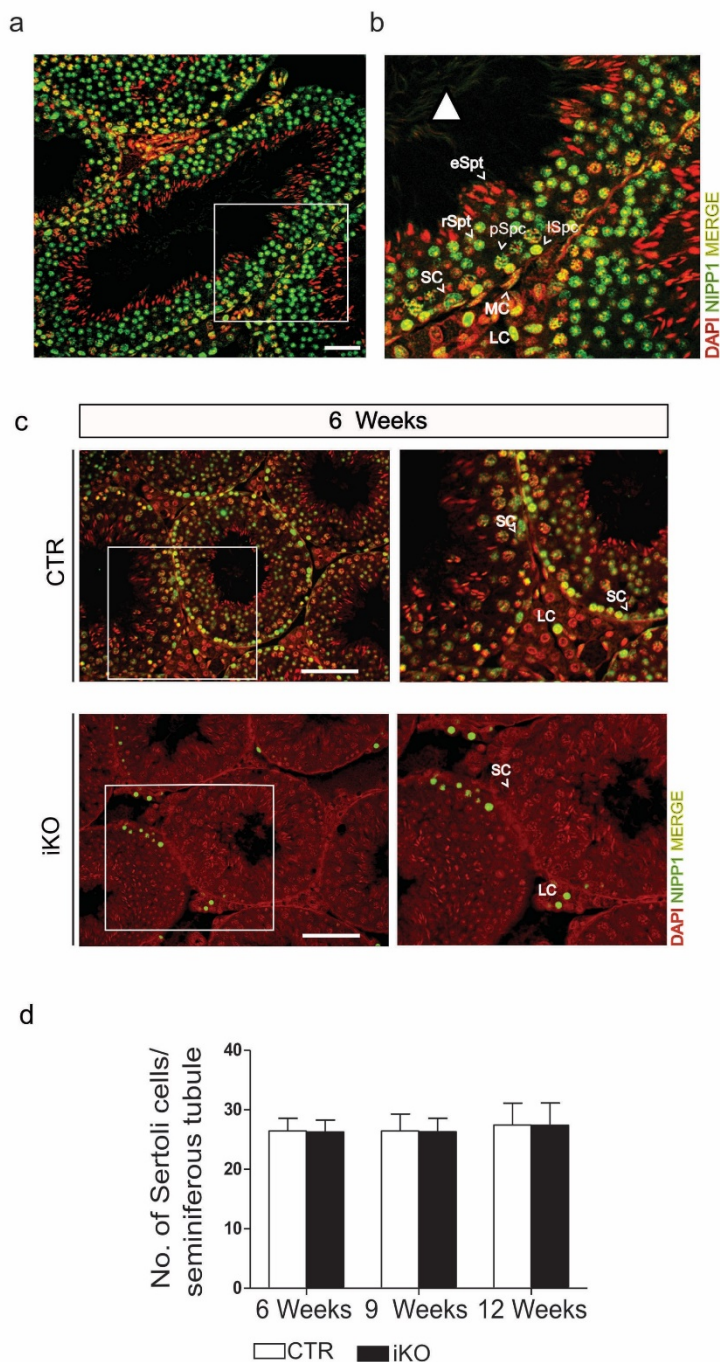 a
b
eSpt
rSpt
pSpc
lSpc
SC
MC
LC
DAPI NIPP1 MERGE
c
6 Weeks
CTR
SC
SC
LC
iKO
SC
LC
DAPI NIPP1 MERGE
d
No. of Sertoli cells/
seminiferous tubule
40
30
20
10
0
6 Weeks
9 Weeks
12 Weeks
CTR
iKO